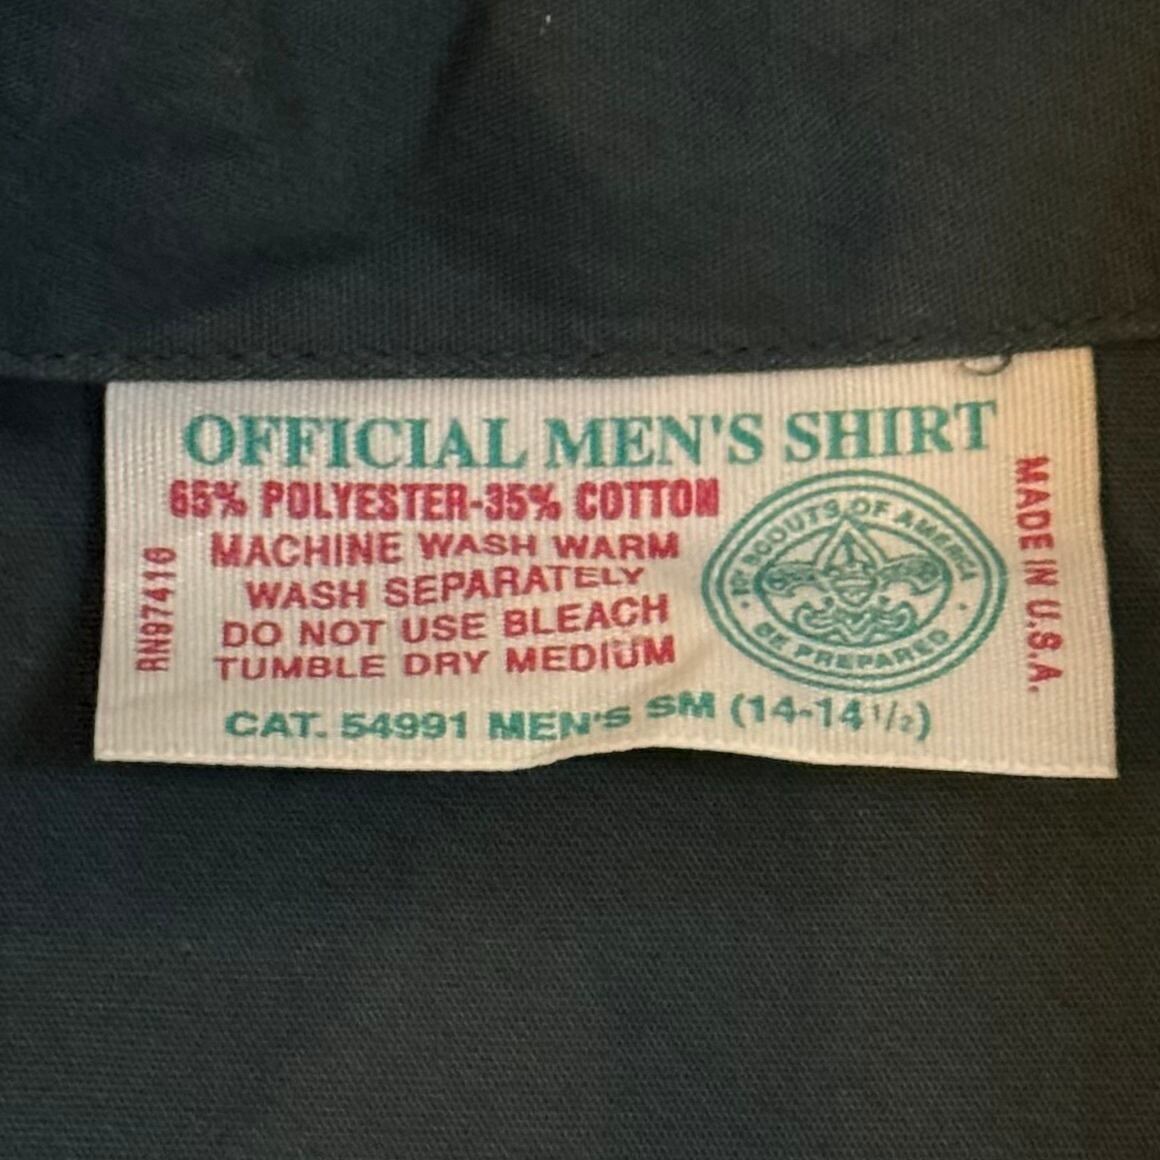 OFFICIAL MEN'S SHIRT
65% POLYESTER-35% COTTON
MACHINE WASH WARM
WASH SEPARATELY
DO NOT USE BLEACH
TUMBLE DRY MEDIUM
CAT. 54991 MEN'S SM (14-14 1/2)
RN97416
BOY SCOUTS OF AMERICA
BE PREPARED
MADE IN U.S.A.